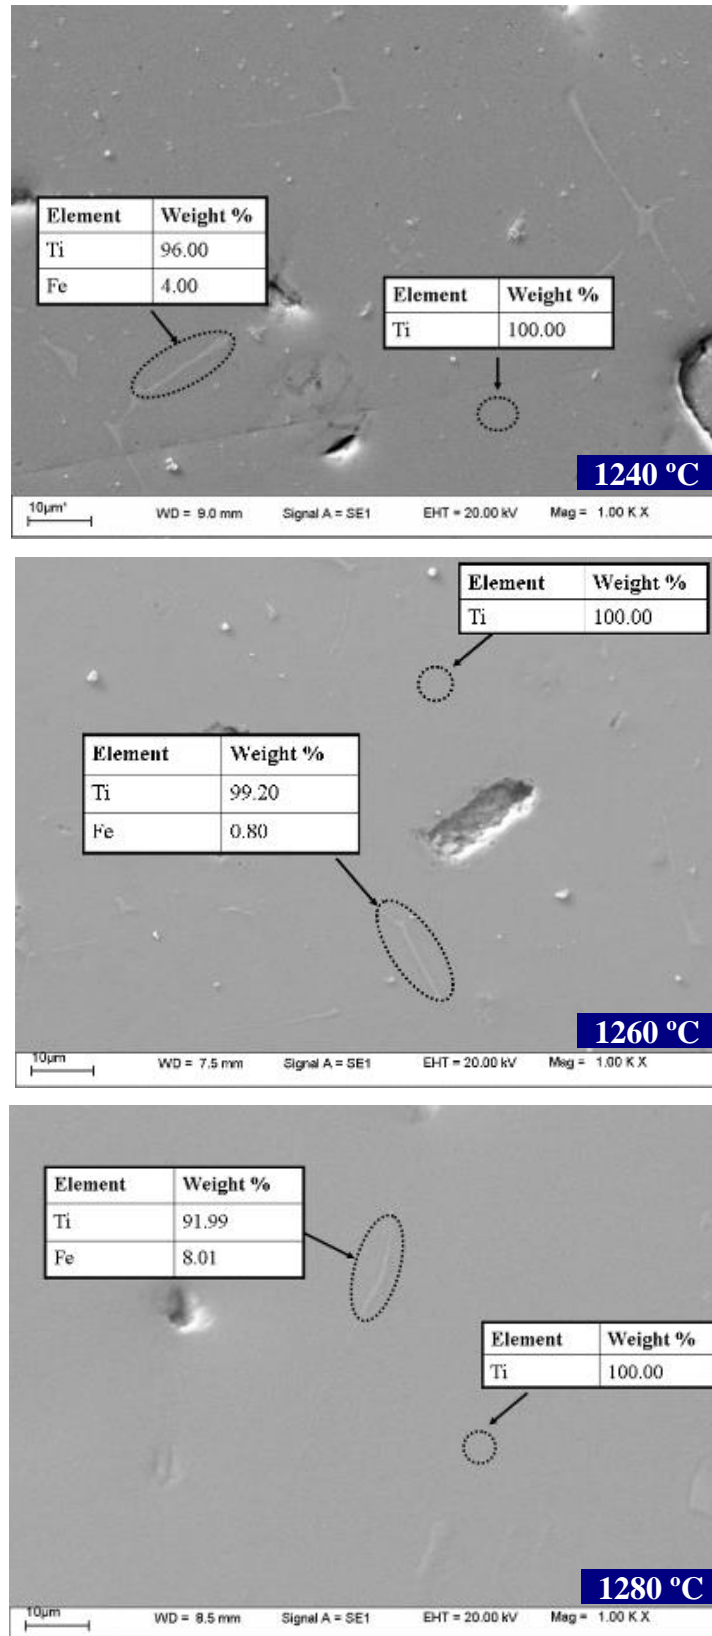 Element Weight %
Ti 96.00
Fe 4.00
Element Weight %
Ti 100.00
1240 ºC
10µm
WD = 9.0 mm Signal A = SE1 EHT = 20.00 kV Mag = 1.00 K X
Element Weight %
Ti 100.00
Element Weight %
Ti 99.20
Fe 0.80
1260 ºC
10µm
WD = 7.5 mm Signal A = SE1 EHT = 20.00 kV Mag = 1.00 K X
Element Weight %
Ti 91.99
Fe 8.01
Element Weight %
Ti 100.00
1280 ºC
10µm
WD = 8.5 mm Signal A = SE1 EHT = 20.00 kV Mag = 1.00 K X